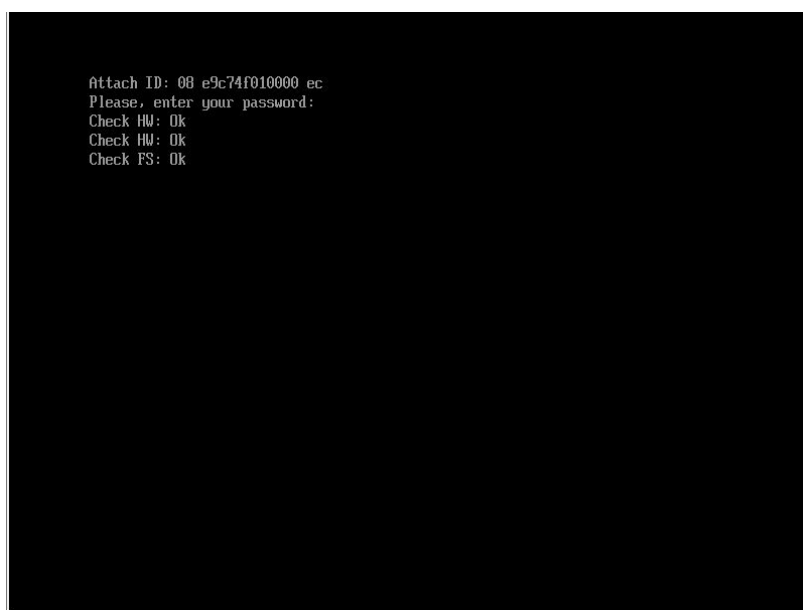 Attach ID: 08 e9c74f010000 ec
Please, enter your password:
Check HW: Ok
Check HW: Ok
Check FS: Ok